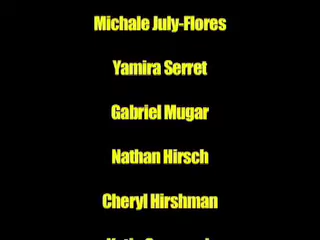 Michale July-Flores
Yamira Serret
Gabriel Mugar
Nathan Hirsch
Cheryl Hirshman